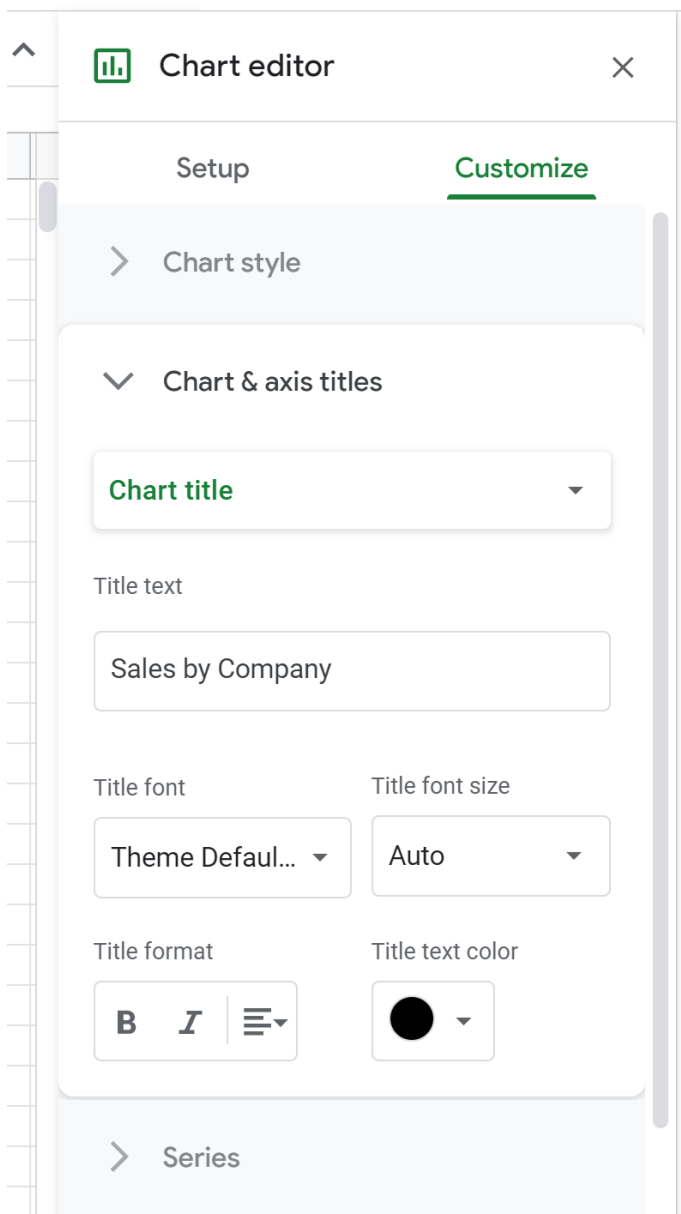 Chart editor
Setup Customize
Chart style
Chart & axis titles
Chart title
Title text
Sales by Company
Title font Title font size
Theme Defaul... Auto
Title format Title text color
B I
Series